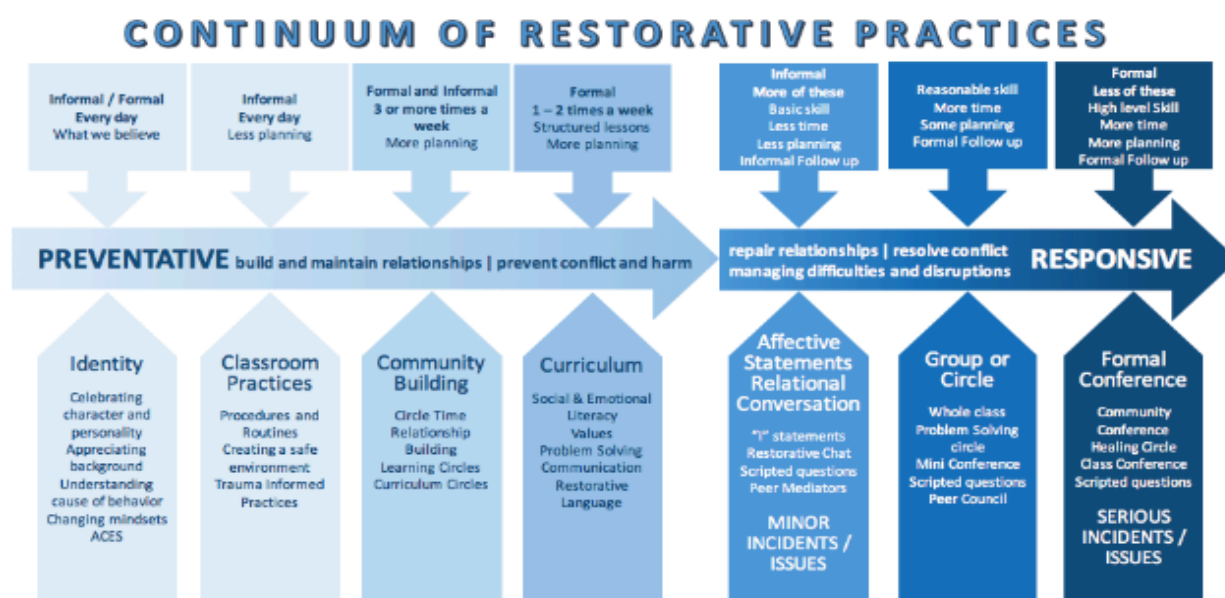 CONTINUUM OF RESTORATIVE PRACTICES
Informal / Formal
Every day
What we believe
Informal
Every day
Less planning
Formal and Informal
3 or more times a
week
More planning
Formal
1 – 2 times a week
Structured lessons
More planning
Informal
More of these
Basic skill
Less time
Less planning
Informal Follow up
Reasonable skill
More time
Some planning
Formal Follow up
Formal
Less of these
High level Skill
More time
More planning
Formal Follow up
PREVENTATIVE build and maintain relationships | prevent conflict and harm
repair relationships | resolve conflict
managing difficulties and disruptions
RESPONSIVE
Identity
Celebrating
character and
personality
Appreciating
background
Understanding
cause of behavior
Changing mindsets
ACES
Classroom
Practices
Procedures and
Routines
Creating a safe
environment
Trauma Informed
Practices
Community
Building
Circle Time
Relationship
Building
Learning Circles
Curriculum Circles
Curriculum
Social & Emotional
Literacy
Values
Problem Solving
Communication
Restorative
Language
Affective
Statements
Relational
Conversation
"I" statements
Restorative Chat
Scripted questions
Peer Mediators
MINOR
INCIDENTS /
ISSUES
Group or
Circle
Whole class
Problem Solving
circle
Mini Conference
Scripted questions
Peer Council
Formal
Conference
Community
Conference
Healing Circle
Class Conference
Scripted questions
SERIOUS
INCIDENTS /
ISSUES